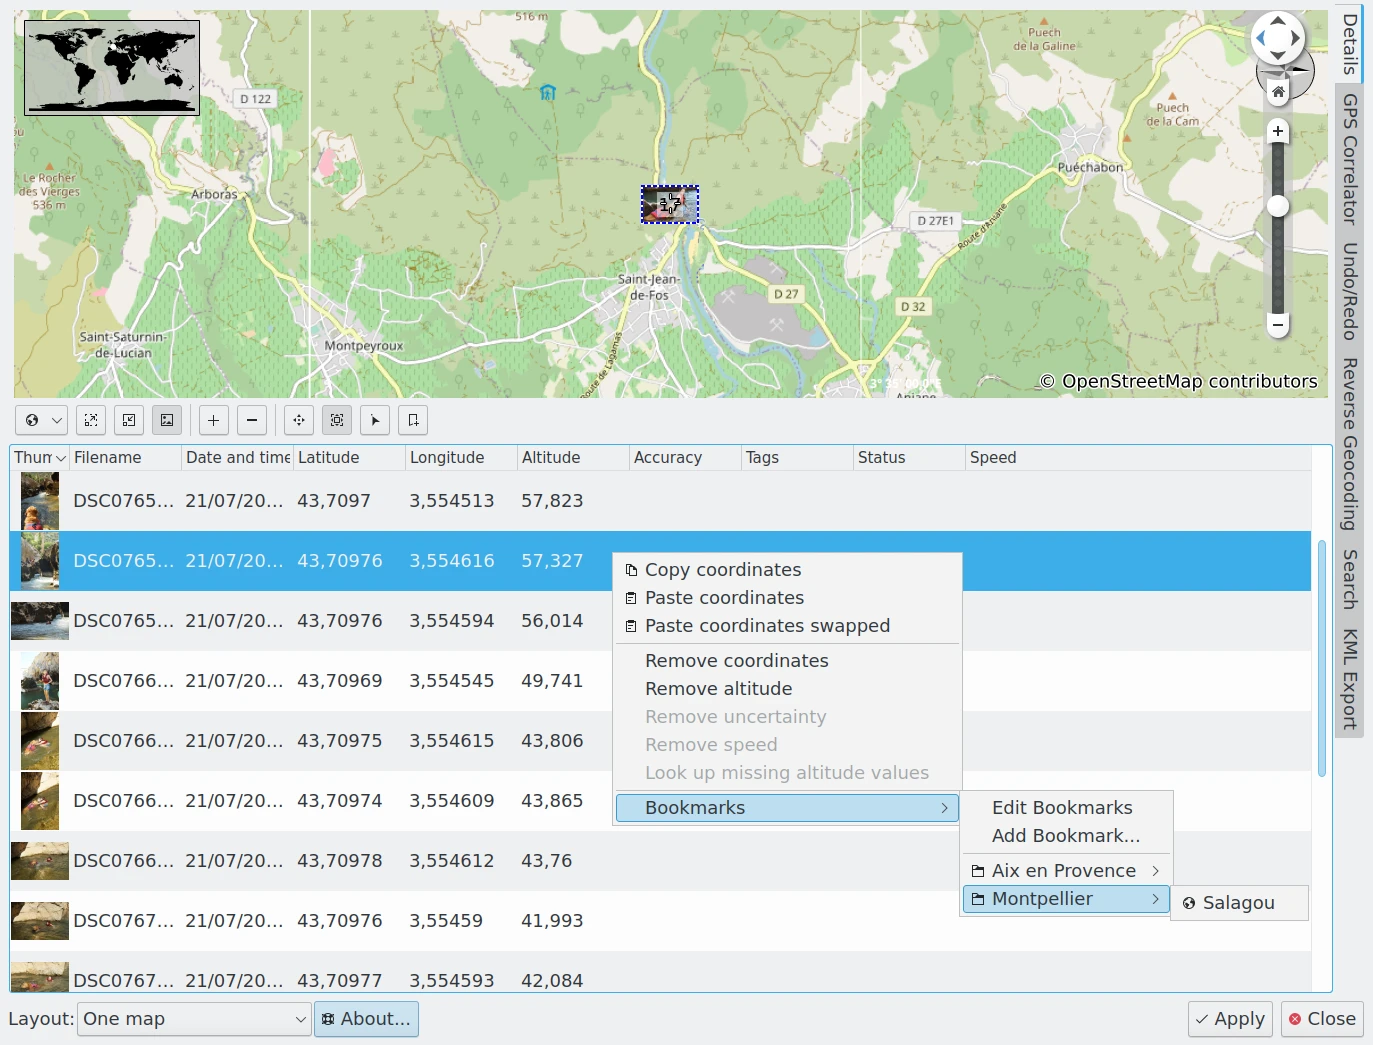 516 m
Puech
de la Galine
D 122
Puech
de la Cam
Le Rocher
des Vierges
536 m
Arboras
Puéchabon
17
D 27E1
Route d'Aniane
Saint-Jean-
de-Fos
D 27
D 32
Saint-Saturnin-
de-Lucian
Montpeyroux
Route de Lagamas
3° 35' 00.0"E
Aniane
© OpenStreetMap contributors
Details
GPS Correlator
Undo/Redo
Reverse Geocoding
Search
KML Export
Thum Filename Date and time Latitude Longitude Altitude Accuracy Tags Status Speed
DSC0765... 21/07/20... 43,7097 3,554513 57,823
DSC0765... 21/07/20... 43,70976 3,554616 57,327
DSC0765... 21/07/20... 43,70976 3,554594 56,014
DSC0766... 21/07/20... 43,70969 3,554545 49,741
DSC0766... 21/07/20... 43,70975 3,554615 43,806
DSC0766... 21/07/20... 43,70974 3,554609 43,865
DSC0766... 21/07/20... 43,70978 3,554612 43,76
DSC0767... 21/07/20... 43,70976 3,55459 41,993
DSC0767... 21/07/20... 43,70977 3,554593 42,084
Copy coordinates
Paste coordinates
Paste coordinates swapped
Remove coordinates
Remove altitude
Remove uncertainty
Remove speed
Look up missing altitude values
Bookmarks
Edit Bookmarks
Add Bookmark...
Aix en Provence
Montpellier
Salagou
Layout: One map About... Apply Close